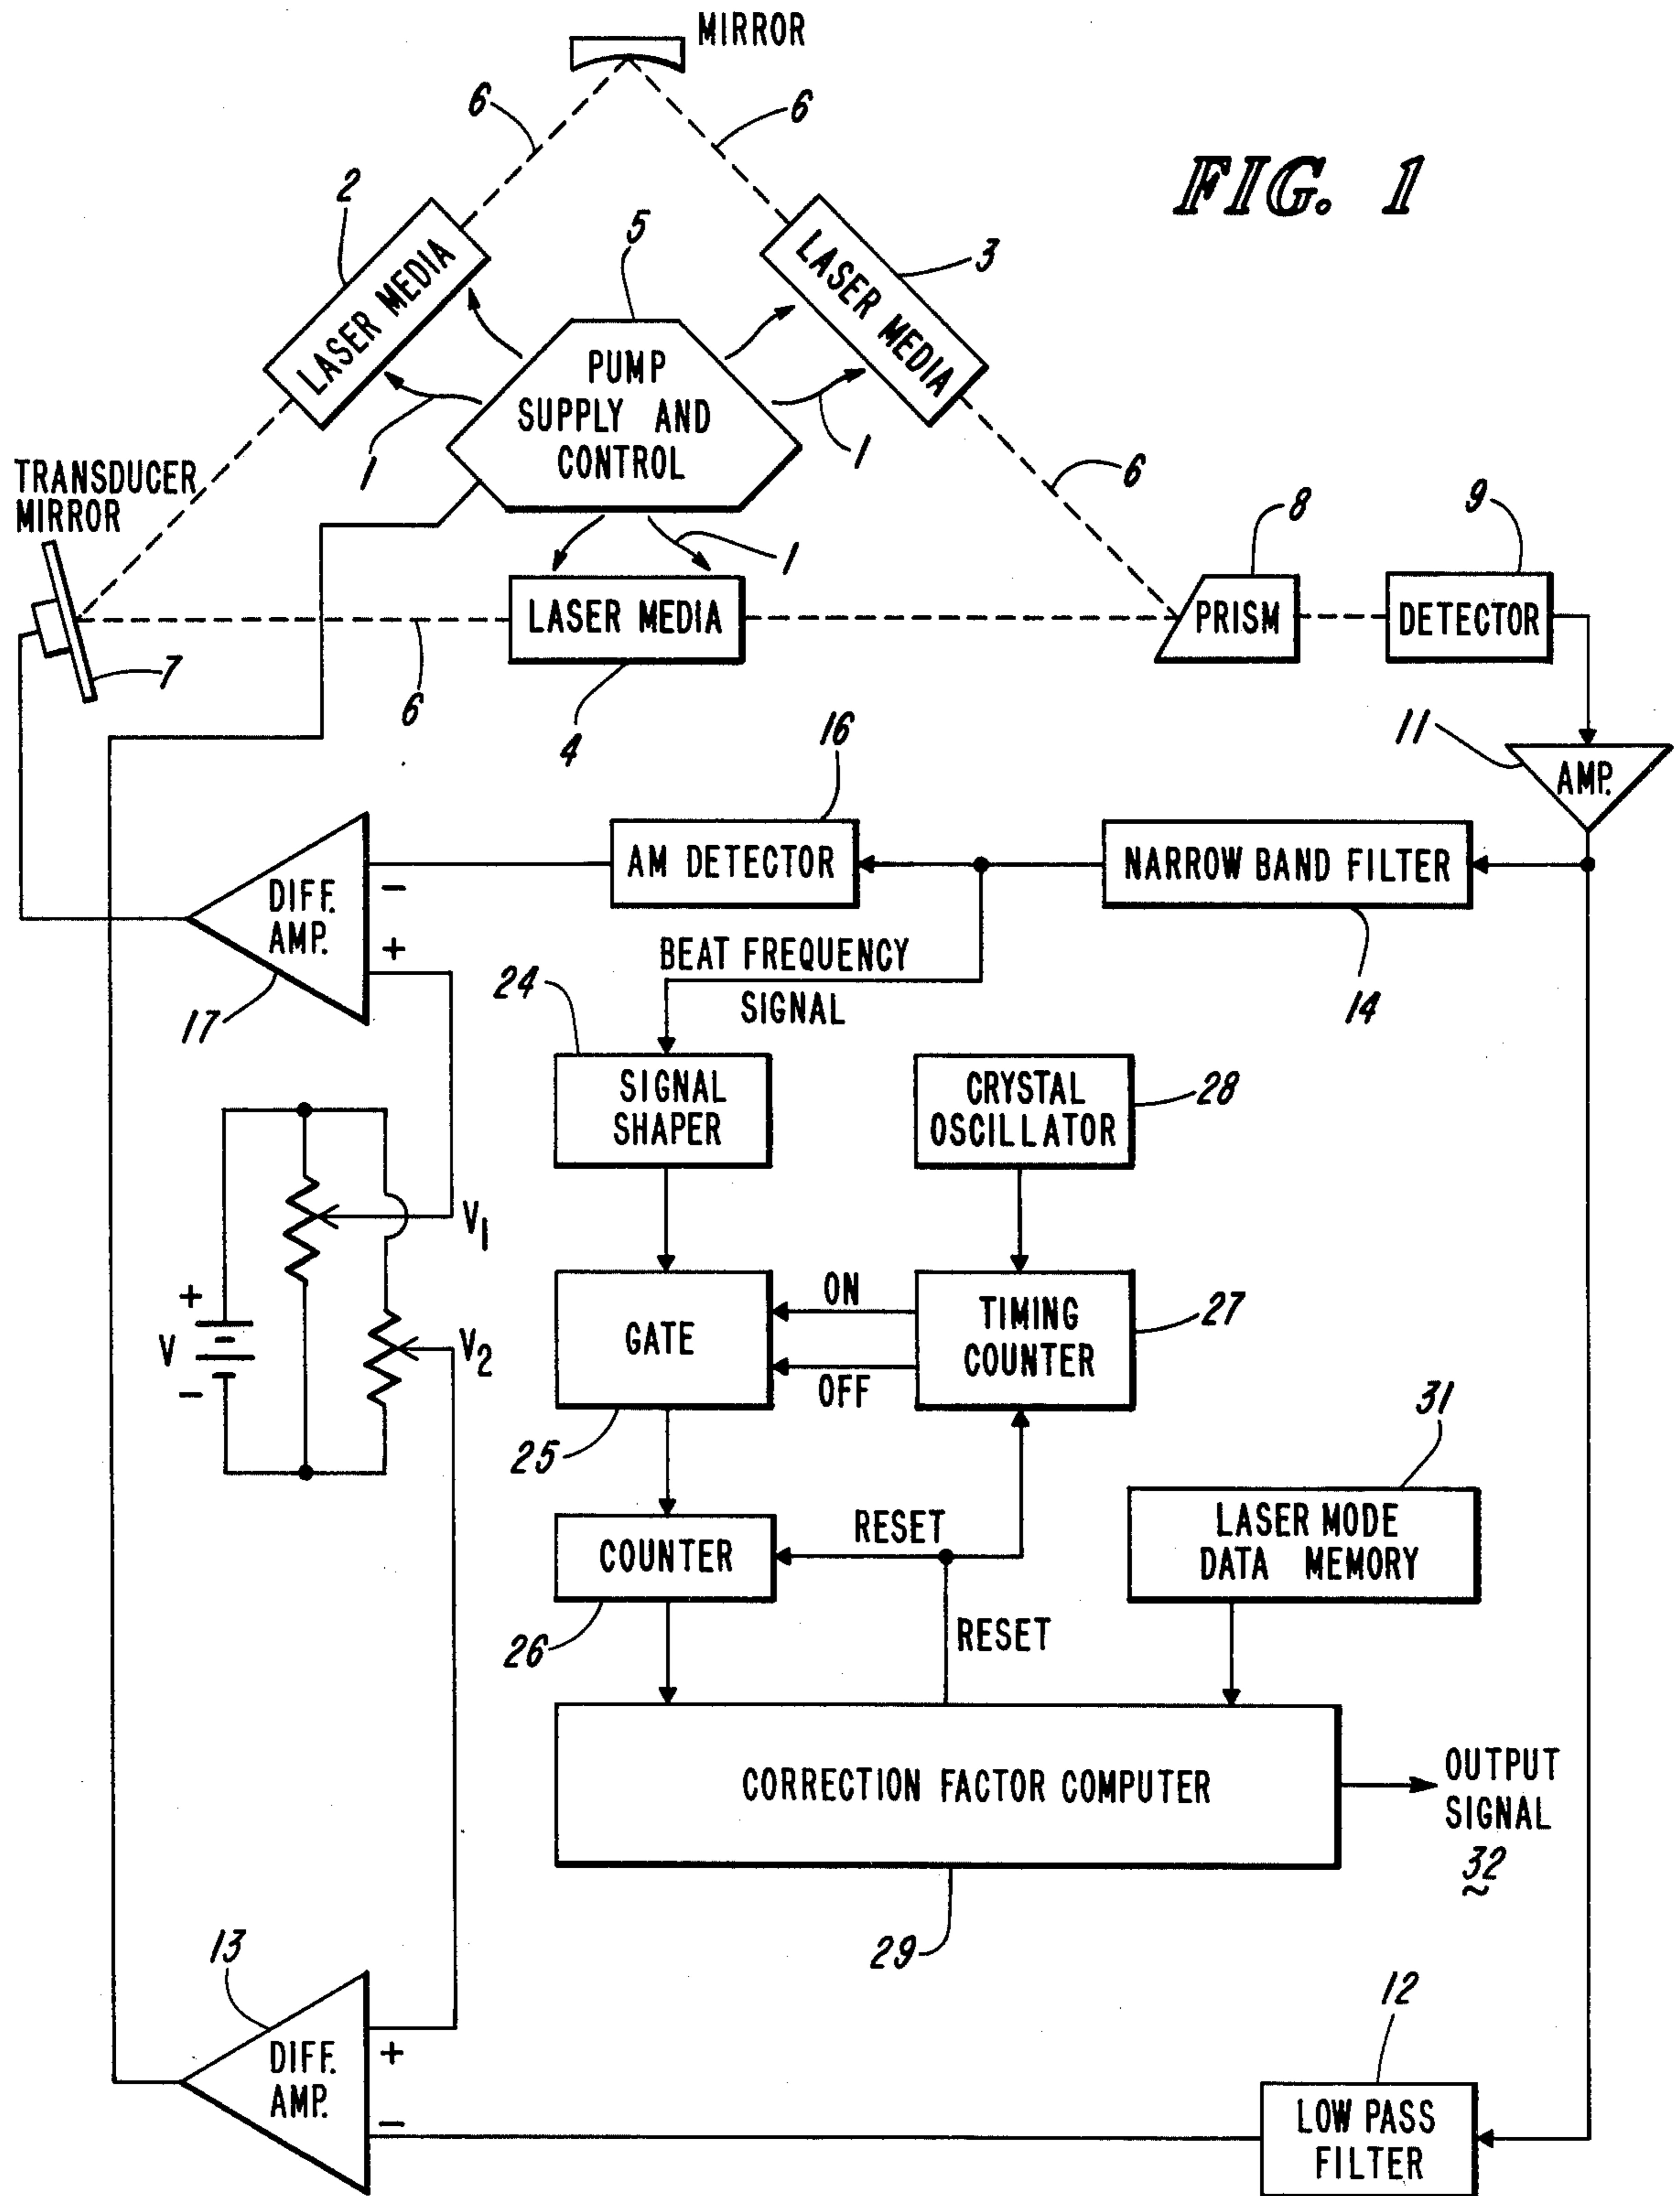 MIRROR
6
6
FIG. 1
2
5
3
LASER MEDIA
LASER MEDIA
PUMP
SUPPLY AND
CONTROL
1
1
6
TRANSDUCER
MIRROR
8
9
1
LASER MEDIA
PRISM
DETECTOR
7
6
4
16
11
AMP.
AM DETECTOR
NARROW BAND FILTER
DIFF.
AMP.
−
+
BEAT FREQUENCY
SIGNAL
24
14
17
SIGNAL
SHAPER
CRYSTAL
OSCILLATOR
28
V1
+
V
−
V2
GATE
ON
OFF
TIMING
COUNTER
27
25
31
RESET
LASER MODE
DATA MEMORY
COUNTER
26
RESET
CORRECTION FACTOR COMPUTER
OUTPUT
SIGNAL
32
29
13
12
DIFF.
AMP.
+
−
LOW PASS
FILTER